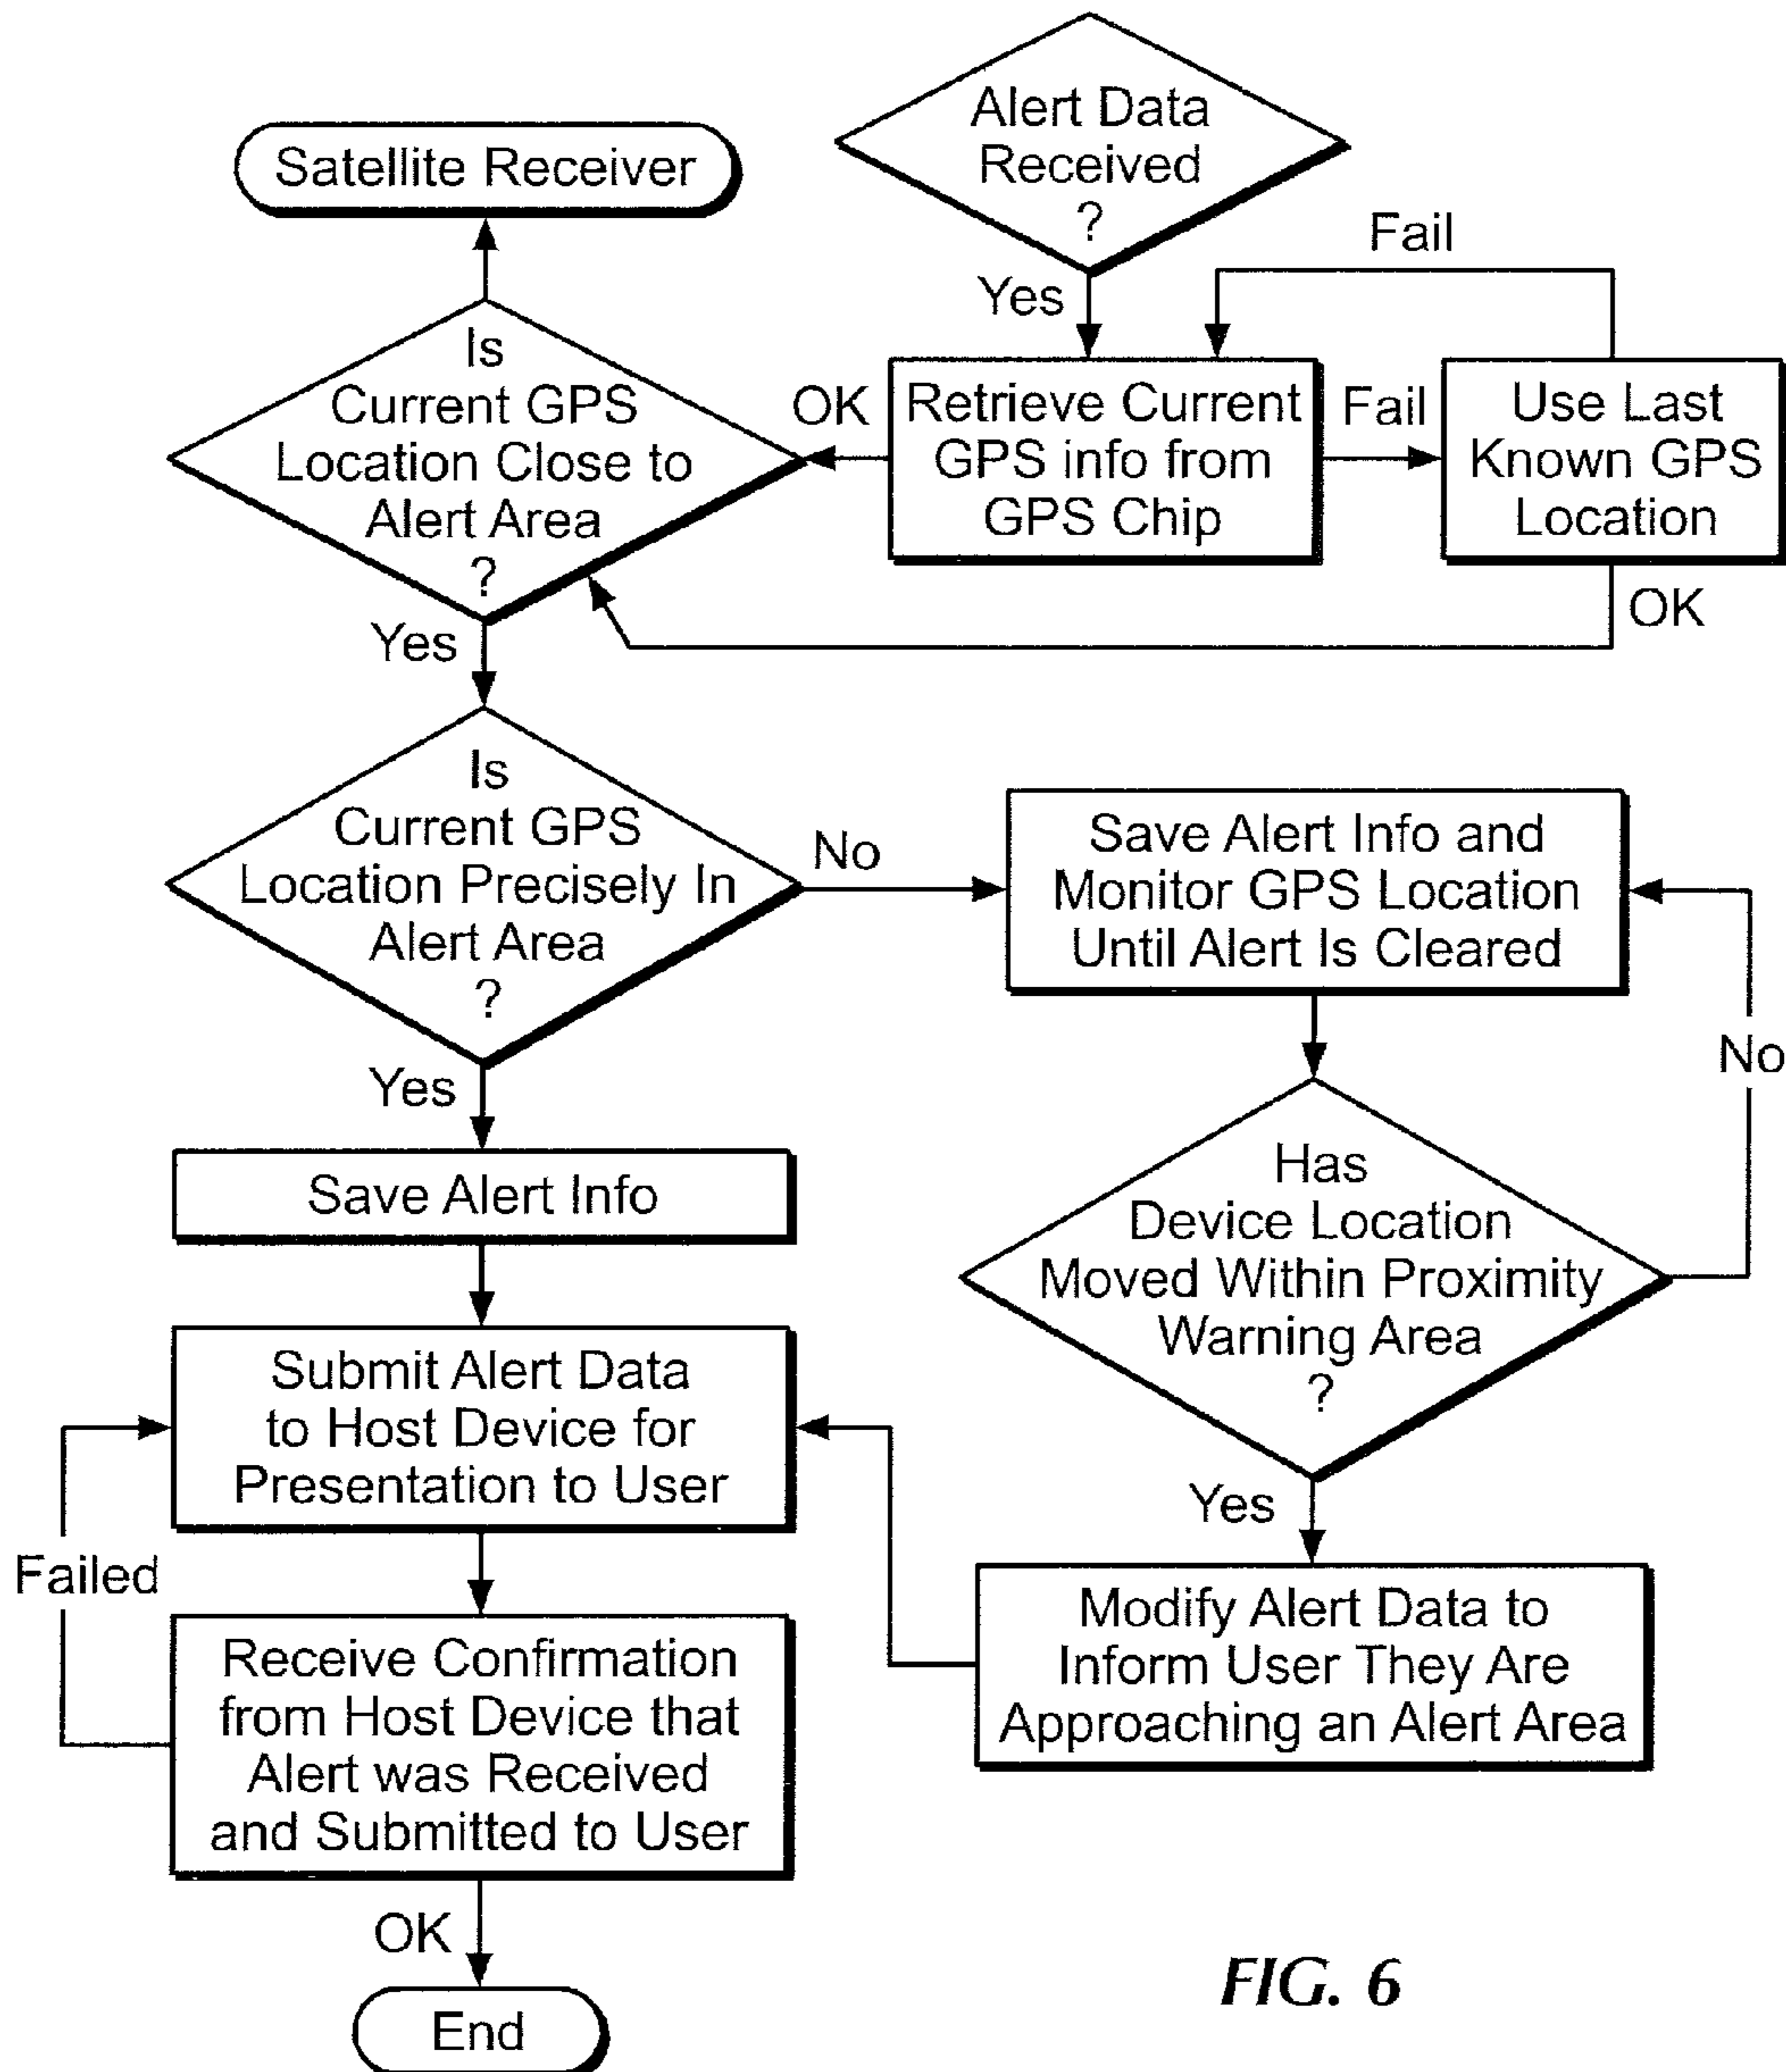 Alert Data
Received
?
Satellite Receiver
Fail
Yes
Is
Current GPS
Location Close to
Alert Area
?
OK
Retrieve Current
GPS info from
GPS Chip
Fail
Use Last
Known GPS
Location
OK
Yes
Is
Current GPS
Location Precisely In
Alert Area
?
No
Save Alert Info and
Monitor GPS Location
Until Alert Is Cleared
No
Yes
Has
Device Location
Moved Within Proximity
Warning Area
?
Save Alert Info
Submit Alert Data
to Host Device for
Presentation to User
Yes
Failed
Modify Alert Data to
Inform User They Are
Approaching an Alert Area
Receive Confirmation
from Host Device that
Alert was Received
and Submitted to User
OK
End
FIG. 6